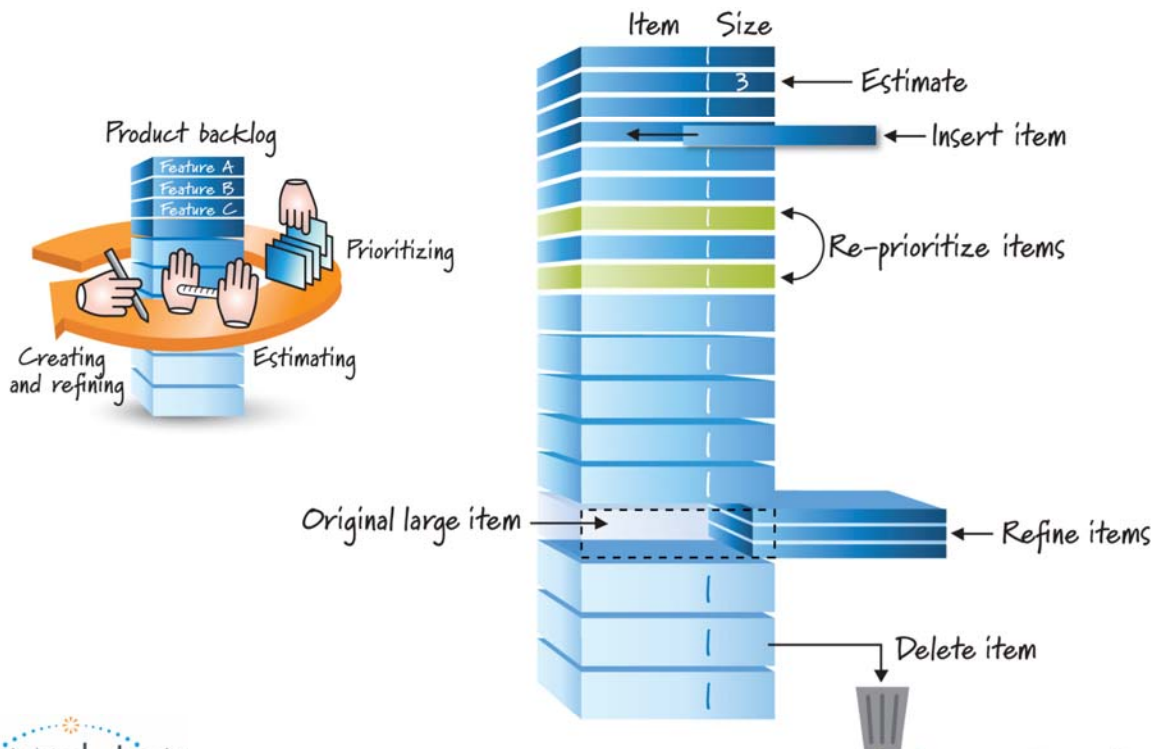 Item Size
3
Estimate
Insert item
Product backlog
Feature A
Feature B
Feature C
Prioritizing
Re-prioritize items
Creating
and refining
Estimating
Original large item
Refine items
Delete item